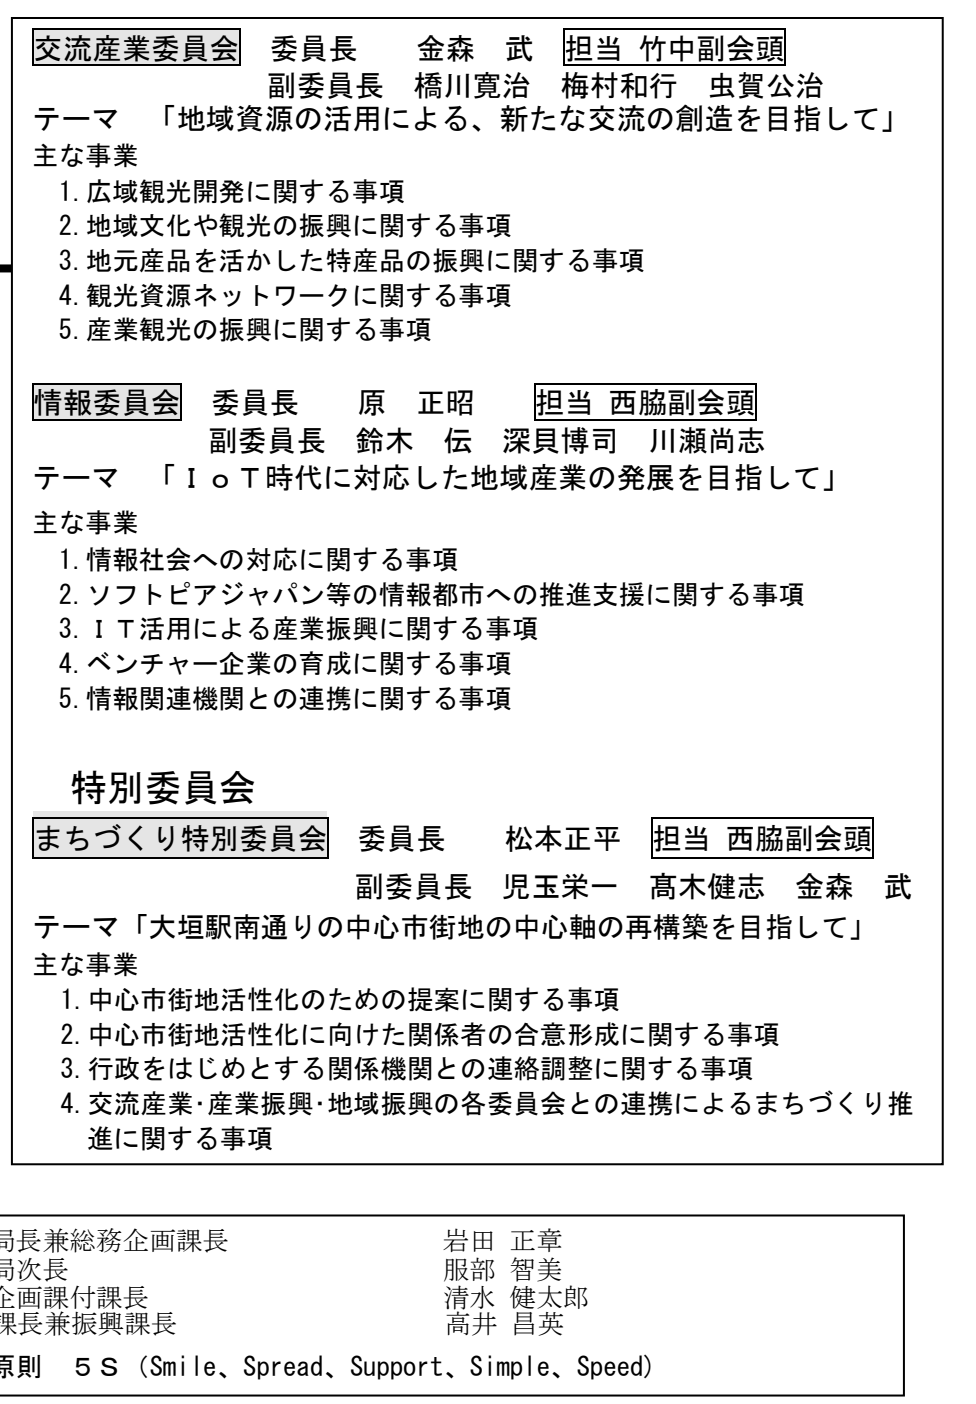 交流産業委員会　委員長　　金森　武　担当 竹中副会頭
副委員長　橋川寛治　梅村和行　虫賀公治
テーマ　「地域資源の活用による、新たな交流の創造を目指して」
主な事業
1.広域観光開発に関する事項
2.地域文化や観光の振興に関する事項
3.地元産品を活かした特産品の振興に関する事項
4.観光資源ネットワークに関する事項
5.産業観光の振興に関する事項
情報委員会　委員長　　原　正昭　　担当 西脇副会頭
副委員長　鈴木　伝　深貝博司　川瀬尚志
テーマ　「ＩｏＴ時代に対応した地域産業の発展を目指して」
主な事業
1.情報社会への対応に関する事項
2.ソフトピアジャパン等の情報都市への推進支援に関する事項
3.ＩＴ活用による産業振興に関する事項
4.ベンチャー企業の育成に関する事項
5.情報関連機関との連携に関する事項
特別委員会
まちづくり特別委員会　委員長　　松本正平　担当 西脇副会頭
副委員長　児玉栄一　髙木健志　金森　武
テーマ「大垣駅南通りの中心市街地の中心軸の再構築を目指して」
主な事業
1.中心市街地活性化のための提案に関する事項
2.中心市街地活性化に向けた関係者の合意形成に関する事項
3.行政をはじめとする関係機関との連絡調整に関する事項
4.交流産業･産業振興･地域振興の各委員会との連携によるまちづくり推
進に関する事項
局長兼総務企画課長　　岩田 正章
局次長　　服部 智美
企画課付課長　　清水 健太郎
課長兼振興課長　　高井 昌英
原則　５Ｓ（Smile、Spread、Support、Simple、Speed）